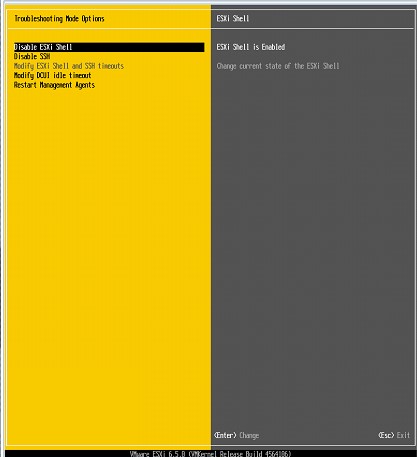 Troubleshooting Mode Options
ESXi Shell
Disable ESXi Shell
Disable SSH
Modify ESXi Shell and SSH timeouts
Modify DCUI idle timeout
Restart Management Agents
ESXi Shell is Enabled
Change current state of the ESXi Shell
<Enter> Change
<Esc> Exit
VMware ESXi 6.5.0 (VMKernel Release Build 4564106)